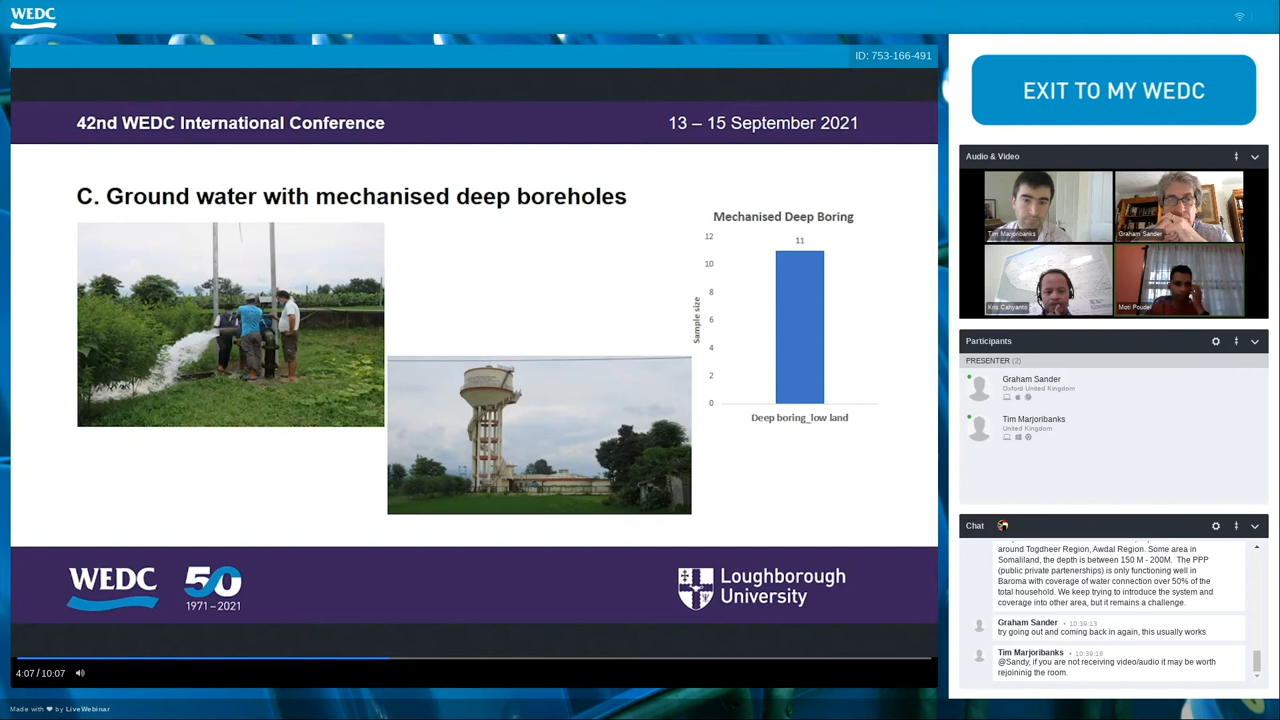 WEDC
ID: 753-166-491
EXIT TO MY WEDC
42nd WEDC International Conference
13 – 15 September 2021
C. Ground water with mechanised deep boreholes
Mechanised Deep Boring
12
10
8
6
4
2
0
11
Sample size
Deep boring_low land
WEDC
50
1971–2021
Loughborough
University
4:07 / 10:07
Made with ❤ by LiveWebinar
Audio & Video
Tim Marjoribanks
Graham Sander
Kris Cahyanto
Moti Poudel
Participants
PRESENTER (2)
Graham Sander
Oxford United Kingdom
Tim Marjoribanks
United Kingdom
Chat
around Togdheer Region, Awdal Region. Some area in
Somaliland, the depth is between 150 M - 200M. The PPP
(public private partenerships) is only functioning well in
Baroma with coverage of water connection over 50% of the
total household. We keep trying to introduce the system and
coverage into other area, but it remains a challenge.
Graham Sander • 10:39:13
try going out and coming back in again, this usually works
Tim Marjoribanks • 10:39:16
@Sandy, if you are not receiving video/audio it may be worth
rejoininig the room.